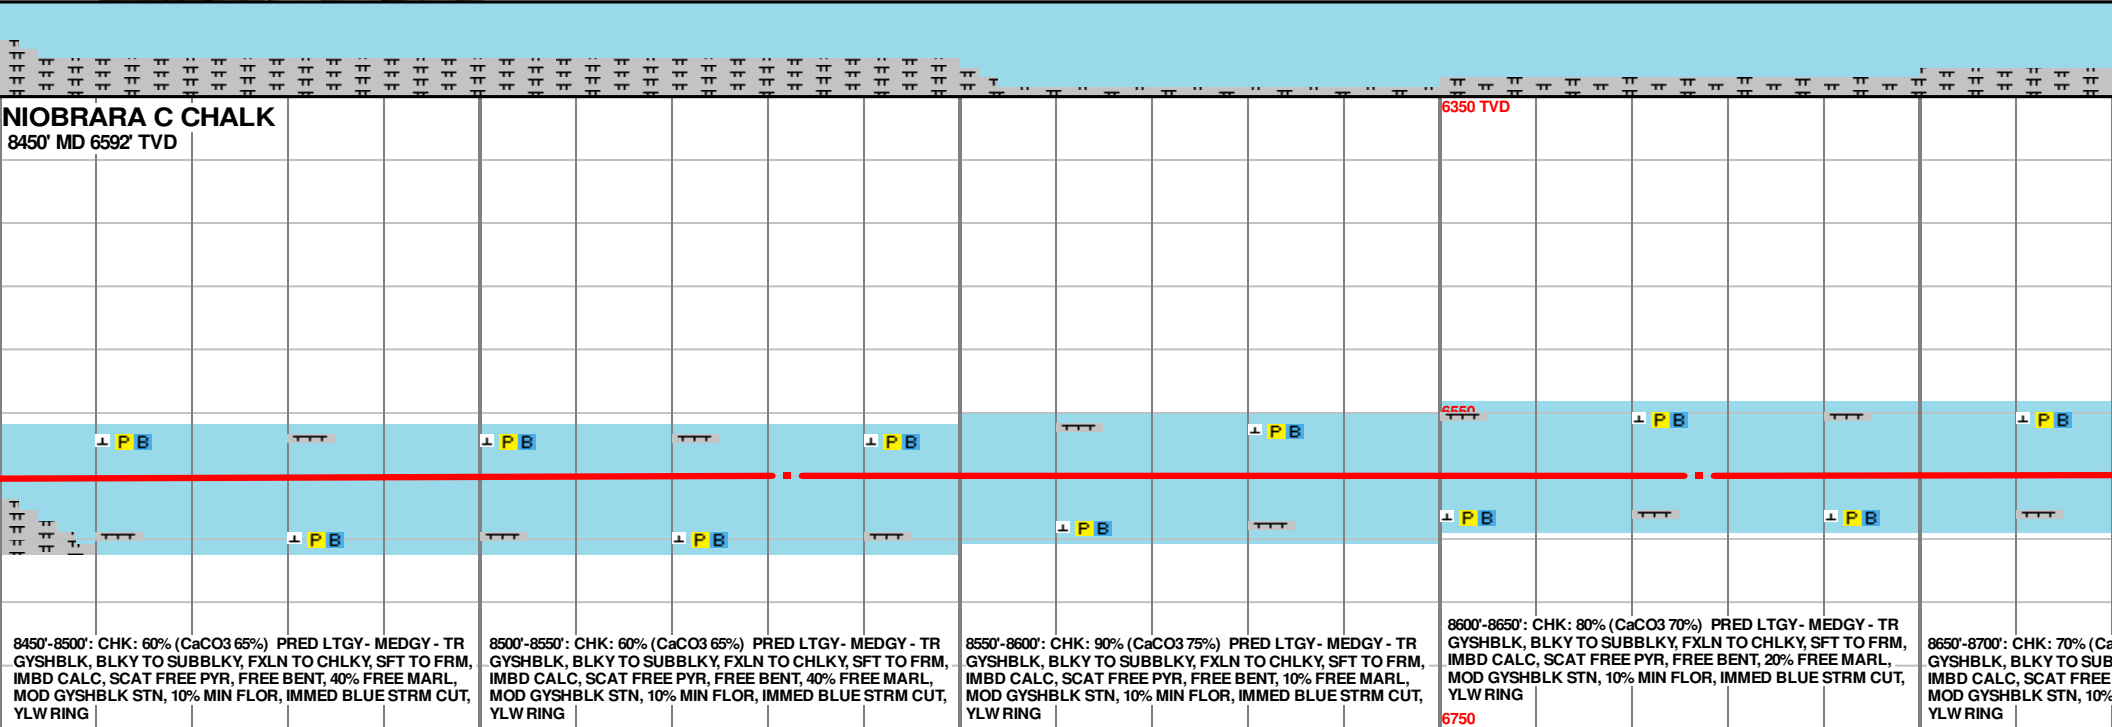 NIOBRARA C CHALK
8450' MD 6592' TVD
6350 TVD
6550
P B
P B
P B
P B
P B
P B
P B
P B
P B
P B
P B
8450'-8500': CHK: 60% (CaCO3 65%) PRED LTGY- MEDGY - TR
GYSHBLK, BLKY TO SUBBLKY, FXLN TO CHLKY, SFT TO FRM,
IMBD CALC, SCAT FREE PYR, FREE BENT, 40% FREE MARL,
MOD GYSHBLK STN, 10% MIN FLOR, IMMED BLUE STRM CUT,
YLW RING
8500'-8550': CHK: 60% (CaCO3 65%) PRED LTGY- MEDGY - TR
GYSHBLK, BLKY TO SUBBLKY, FXLN TO CHLKY, SFT TO FRM,
IMBD CALC, SCAT FREE PYR, FREE BENT, 40% FREE MARL,
MOD GYSHBLK STN, 10% MIN FLOR, IMMED BLUE STRM CUT,
YLW RING
8550'-8600': CHK: 90% (CaCO3 75%) PRED LTGY- MEDGY - TR
GYSHBLK, BLKY TO SUBBLKY, FXLN TO CHLKY, SFT TO FRM,
IMBD CALC, SCAT FREE PYR, FREE BENT, 10% FREE MARL,
MOD GYSHBLK STN, 10% MIN FLOR, IMMED BLUE STRM CUT,
YLW RING
8600'-8650': CHK: 80% (CaCO3 70%) PRED LTGY- MEDGY - TR
GYSHBLK, BLKY TO SUBBLKY, FXLN TO CHLKY, SFT TO FRM,
IMBD CALC, SCAT FREE PYR, FREE BENT, 20% FREE MARL,
MOD GYSHBLK STN, 10% MIN FLOR, IMMED BLUE STRM CUT,
YLW RING
6750
8650'-8700': CHK: 70% (Ca
GYSHBLK, BLKY TO SUB
IMBD CALC, SCAT FREE
MOD GYSHBLK STN, 10%
YLW RING